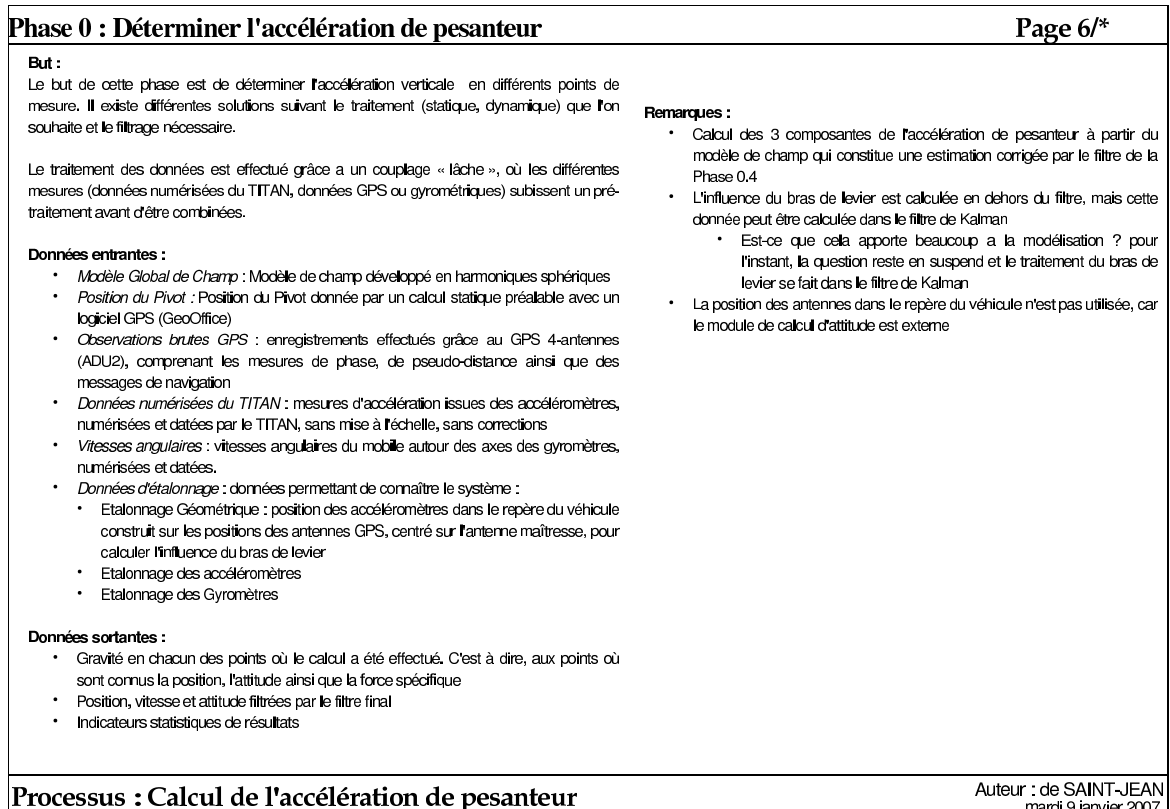 Phase 0 : Déterminer l'accélération de pesanteur
Page 6/*
But :
Le but de cette phase est de déterminer l'accélération verticale en différents points de
mesure. Il existe différentes solutions suivant le traitement (statique, dynamique) que l'on
souhaite et le filtrage nécessaire.
Le traitement des données est effectué grâce a un couplage « lâche », où les différentes
mesures (données numérisées du TITAN, données GPS ou gyrométriques) subissent un pré-
traitement avant d'être combinées.
Données entrantes :
• Modèle Global de Champ : Modèle de champ développé en harmoniques sphériques
• Position du Pivot : Position du Pivot donnée par un calcul statique préalable avec un
logiciel GPS (GeoOffice)
• Observations brutes GPS : enregistrements effectués grâce au GPS 4-antennes
(ADU2), comprenant les mesures de phase, de pseudo-distance ainsi que des
messages de navigation
• Données numérisées du TITAN : mesures d'accélération issues des accéléromètres,
numérisées et datées par le TITAN, sans mise à l'échelle, sans corrections
• Vitesses angulaires : vitesses angulaires du mobile autour des axes des gyromètres,
numérisées et datées.
• Données d'étalonnage : données permettant de connaître le système :
• Etalonnage Géométrique : position des accéléromètres dans le repère du véhicule
construit sur les positions des antennes GPS, centré sur l'antenne maîtresse, pour
calculer l'influence du bras de levier
• Etalonnage des accéléromètres
• Etalonnage des Gyromètres
Données sortantes :
• Gravité en chacun des points où le calcul a été effectué. C'est à dire, aux points où
sont connus la position, l'attitude ainsi que la force spécifique
• Position, vitesse et attitude filtrées par le filtre final
• Indicateurs statistiques de résultats
Remarques :
• Calcul des 3 composantes de l'accélération de pesanteur à partir du
modèle de champ qui constitue une estimation corrigée par le filtre de la
Phase 0.4
• L'influence du bras de levier est calculée en dehors du filtre, mais cette
donnée peut être calculée dans le filtre de Kalman
• Est-ce que cela apporte beaucoup a la modélisation ? pour
l'instant, la question reste en suspend et le traitement du bras de
levier se fait dans le filtre de Kalman
• La position des antennes dans le repère du véhicule n'est pas utilisée, car
le module de calcul d'attitude est externe
Processus : Calcul de l'accélération de pesanteur
Auteur : de SAINT-JEAN
mardi 9 janvier 2007